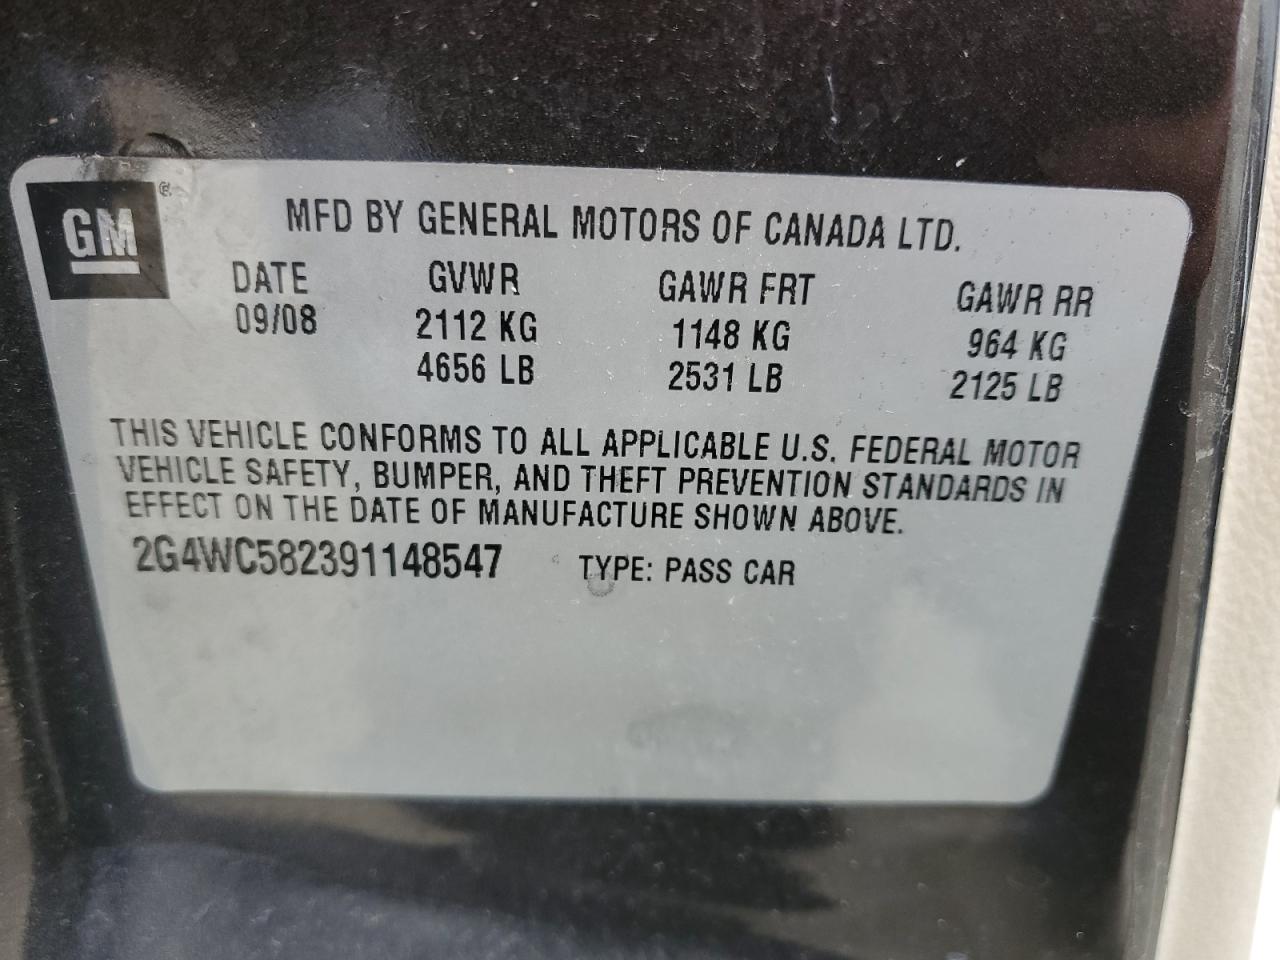 GM
MFD BY GENERAL MOTORS OF CANADA LTD.
DATE GVWR GAWR FRT GAWR RR
09/08 2112 KG 1148 KG 964 KG
4656 LB 2531 LB 2125 LB
THIS VEHICLE CONFORMS TO ALL APPLICABLE U.S. FEDERAL MOTOR
VEHICLE SAFETY, BUMPER, AND THEFT PREVENTION STANDARDS IN
EFFECT ON THE DATE OF MANUFACTURE SHOWN ABOVE.
2G4WC582391148547 TYPE: PASS CAR